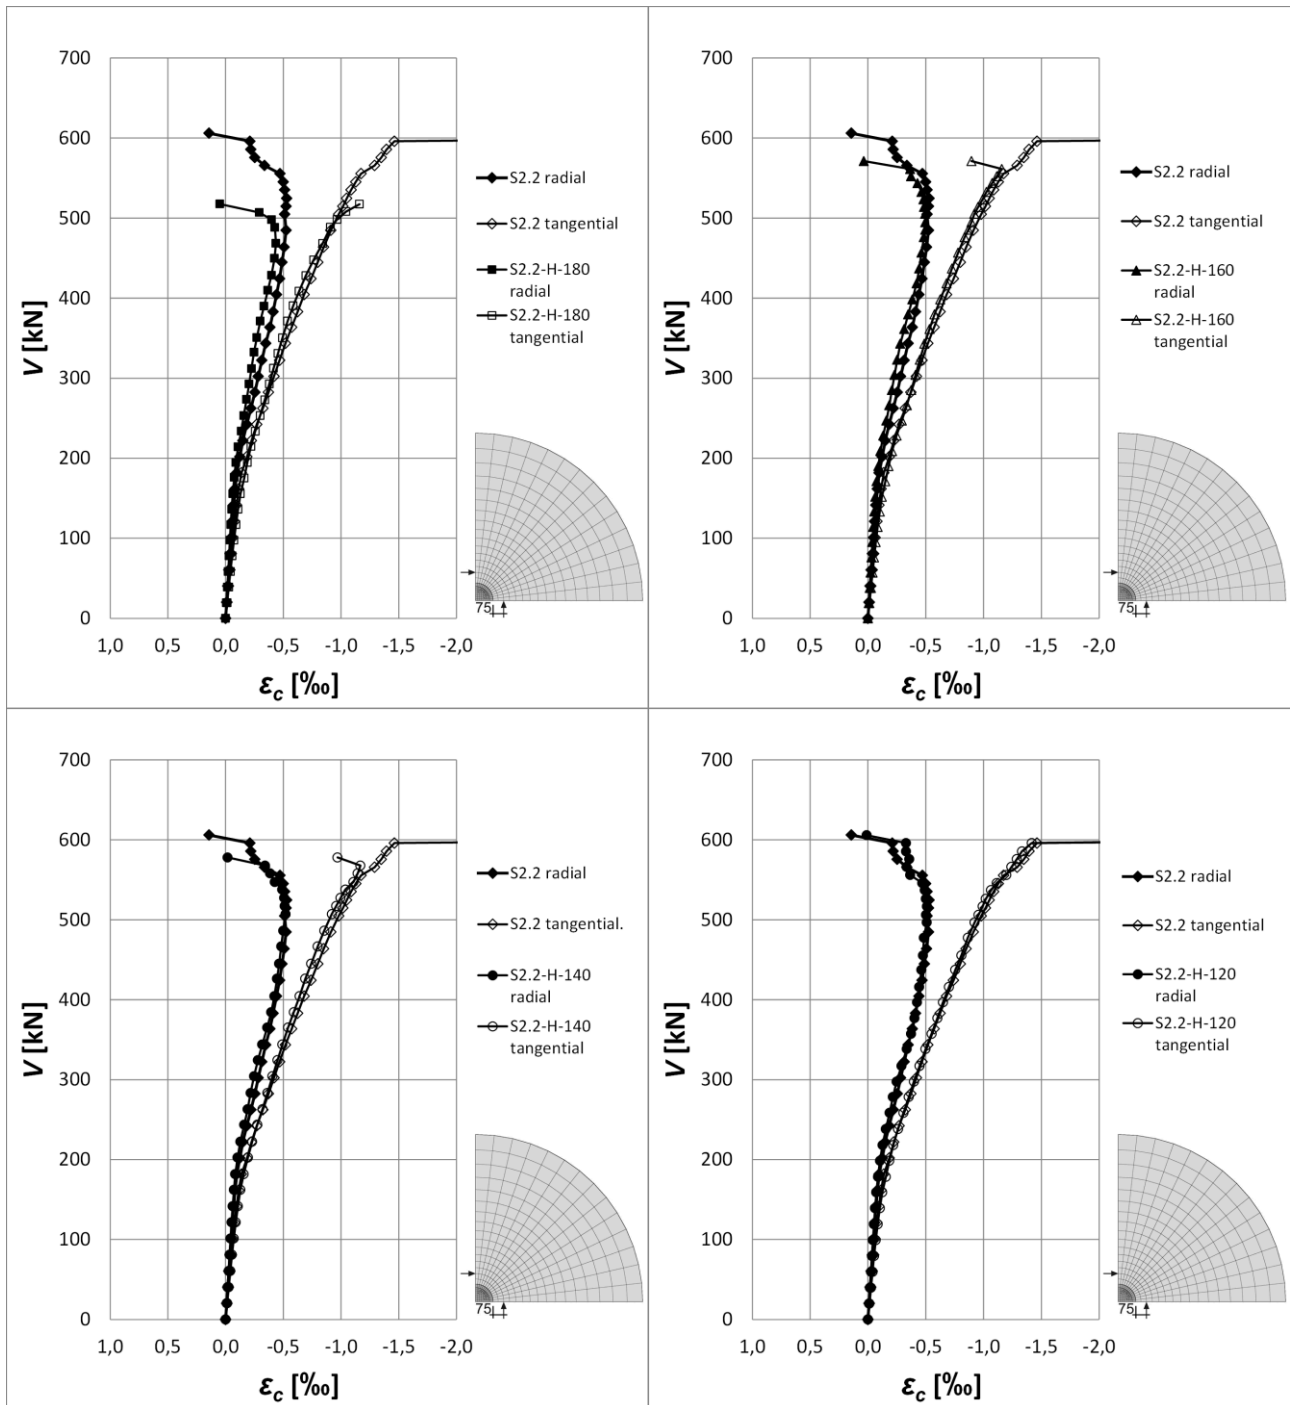 700
600
500
400
300
200
100
0
V [kN]
1,0 0,5 0,0 -0,5 -1,0 -1,5 -2,0
εc [‰]
S2.2 radial
S2.2 tangential
S2.2-H-180
radial
S2.2-H-180
tangential
75
700
600
500
400
300
200
100
0
V [kN]
1,0 0,5 0,0 -0,5 -1,0 -1,5 -2,0
εc [‰]
S2.2 radial
S2.2 tangential
S2.2-H-160
radial
S2.2-H-160
tangential
75
700
600
500
400
300
200
100
0
V [kN]
1,0 0,5 0,0 -0,5 -1,0 -1,5 -2,0
εc [‰]
S2.2 radial
S2.2 tangential.
S2.2-H-140
radial
S2.2-H-140
tangential
75
700
600
500
400
300
200
100
0
V [kN]
1,0 0,5 0,0 -0,5 -1,0 -1,5 -2,0
εc [‰]
S2.2 radial
S2.2 tangential
S2.2-H-120
radial
S2.2-H-120
tangential
75